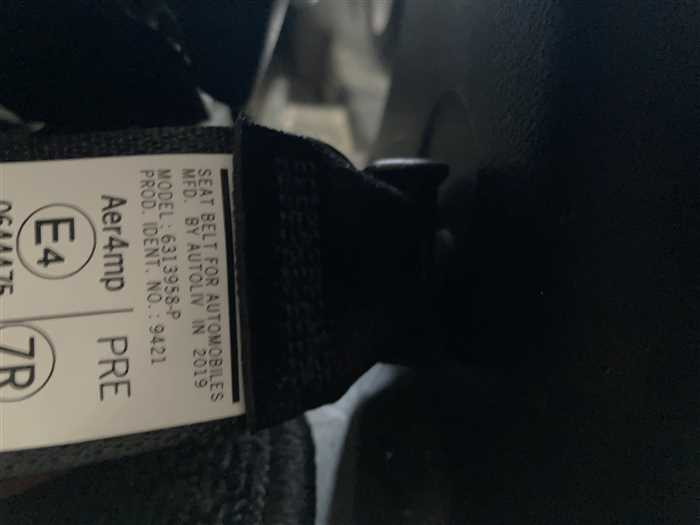 SEAT BELT FOR AUTOMOBILES
MFD. BY AUTOLIV IN 2019
MODEL: 6313958-P
PROD. IDENT. NO.: 9421
Aer4mp PRE
E4 7R